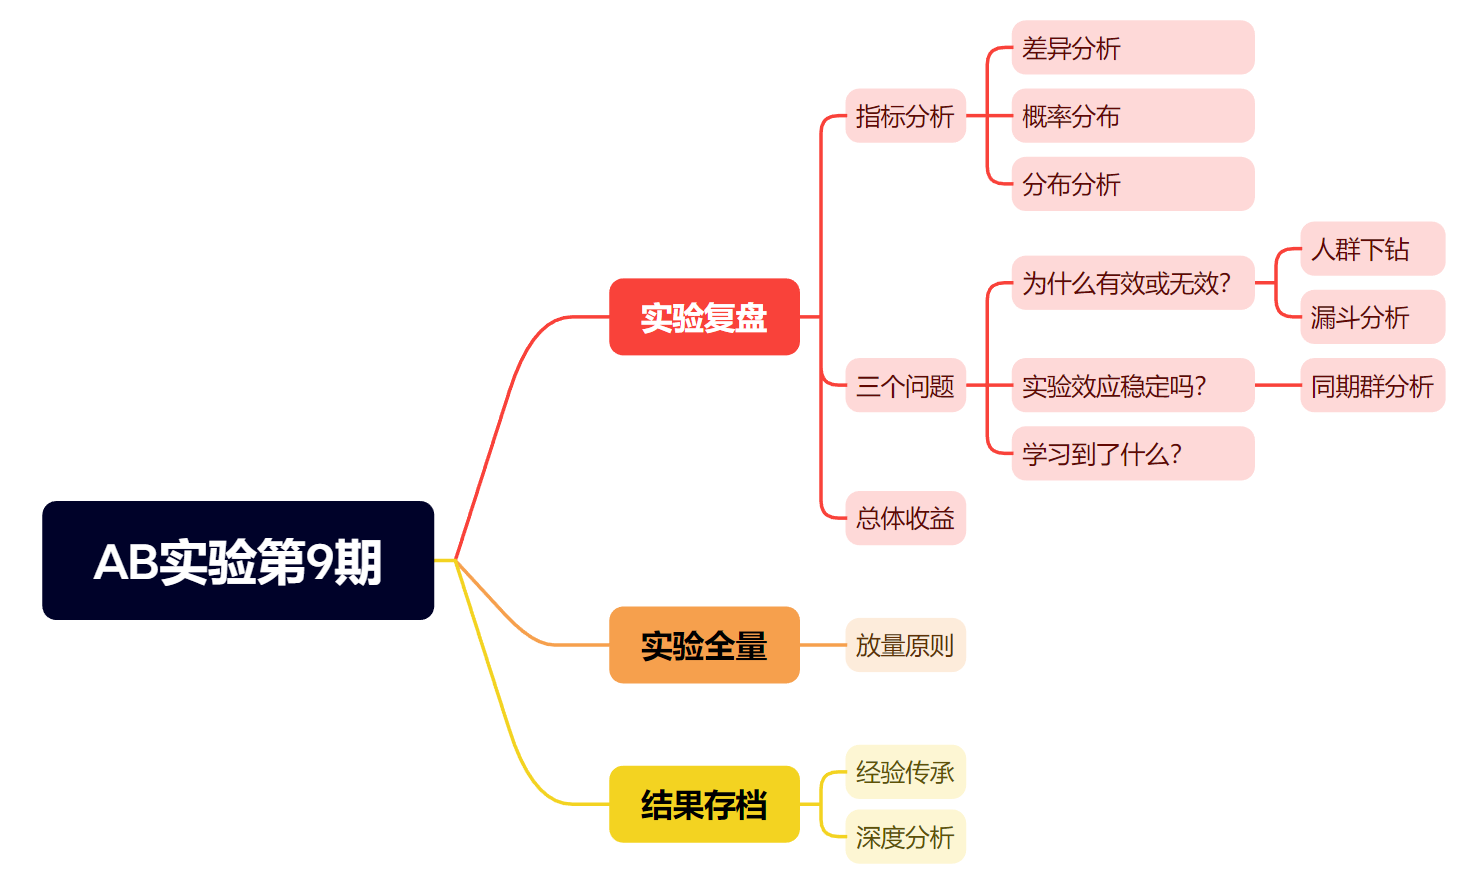 AB实验第9期
实验复盘
指标分析
差异分析
概率分布
分布分析
三个问题
为什么有效或无效?
人群下钻
漏斗分析
实验效应稳定吗?
同期群分析
学习到了什么?
总体收益
实验全量
放量原则
结果存档
经验传承
深度分析